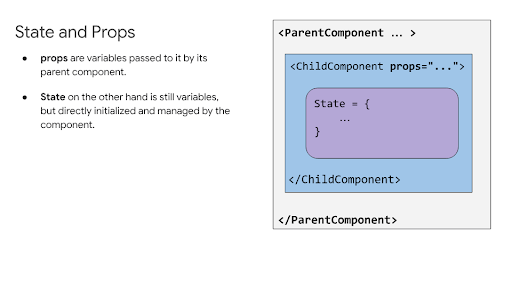 State and Props
● props are variables passed to it by its
parent component.
● State on the other hand is still variables,
but directly initialized and managed by the
component.
<ParentComponent … >
<ChildComponent props="...">
State = {
…
}
</ChildComponent>
</ParentComponent>